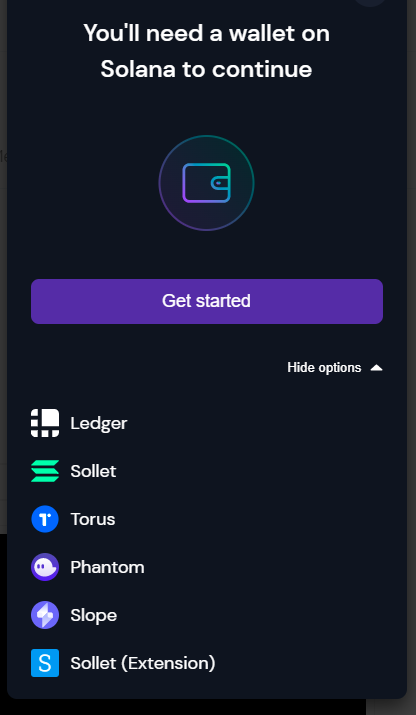 You'll need a wallet on
Solana to continue
Get started
Hide options
Ledger
Sollet
Torus
Phantom
Slope
Sollet (Extension)